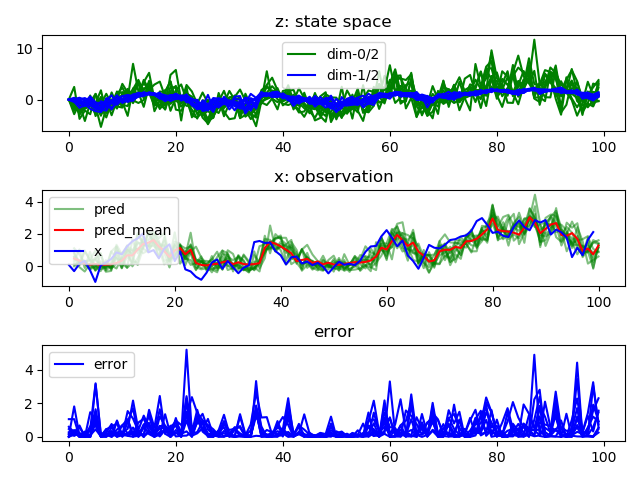 z: state space
10
0
dim-0/2
dim-1/2
0 20 40 60 80 100
x: observation
4
2
0
pred
pred_mean
x
0 20 40 60 80 100
error
4
2
0
error
0 20 40 60 80 100